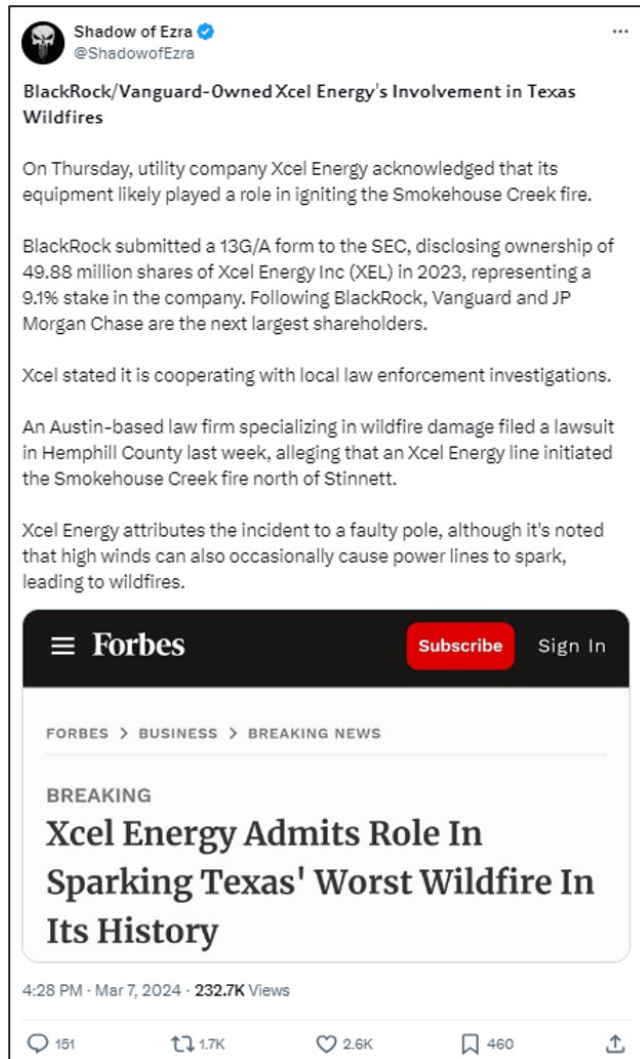 Shadow of Ezra
@ShadowofEzra
BlackRock/Vanguard-Owned Xcel Energy's Involvement in Texas
Wildfires
On Thursday, utility company Xcel Energy acknowledged that its
equipment likely played a role in igniting the Smokehouse Creek fire.
BlackRock submitted a 13G/A form to the SEC, disclosing ownership of
49.88 million shares of Xcel Energy Inc (XEL) in 2023, representing a
9.1% stake in the company. Following BlackRock, Vanguard and JP
Morgan Chase are the next largest shareholders.
Xcel stated it is cooperating with local law enforcement investigations.
An Austin-based law firm specializing in wildfire damage filed a lawsuit
in Hemphill County last week, alleging that an Xcel Energy line initiated
the Smokehouse Creek fire north of Stinnett.
Xcel Energy attributes the incident to a faulty pole, although it's noted
that high winds can also occasionally cause power lines to spark,
leading to wildfires.
Forbes Subscribe Sign In
FORBES > BUSINESS > BREAKING NEWS
BREAKING
Xcel Energy Admits Role In
Sparking Texas' Worst Wildfire In
Its History
4:28 PM · Mar 7, 2024 · 232.7K Views
151 1.7K 2.6K 460